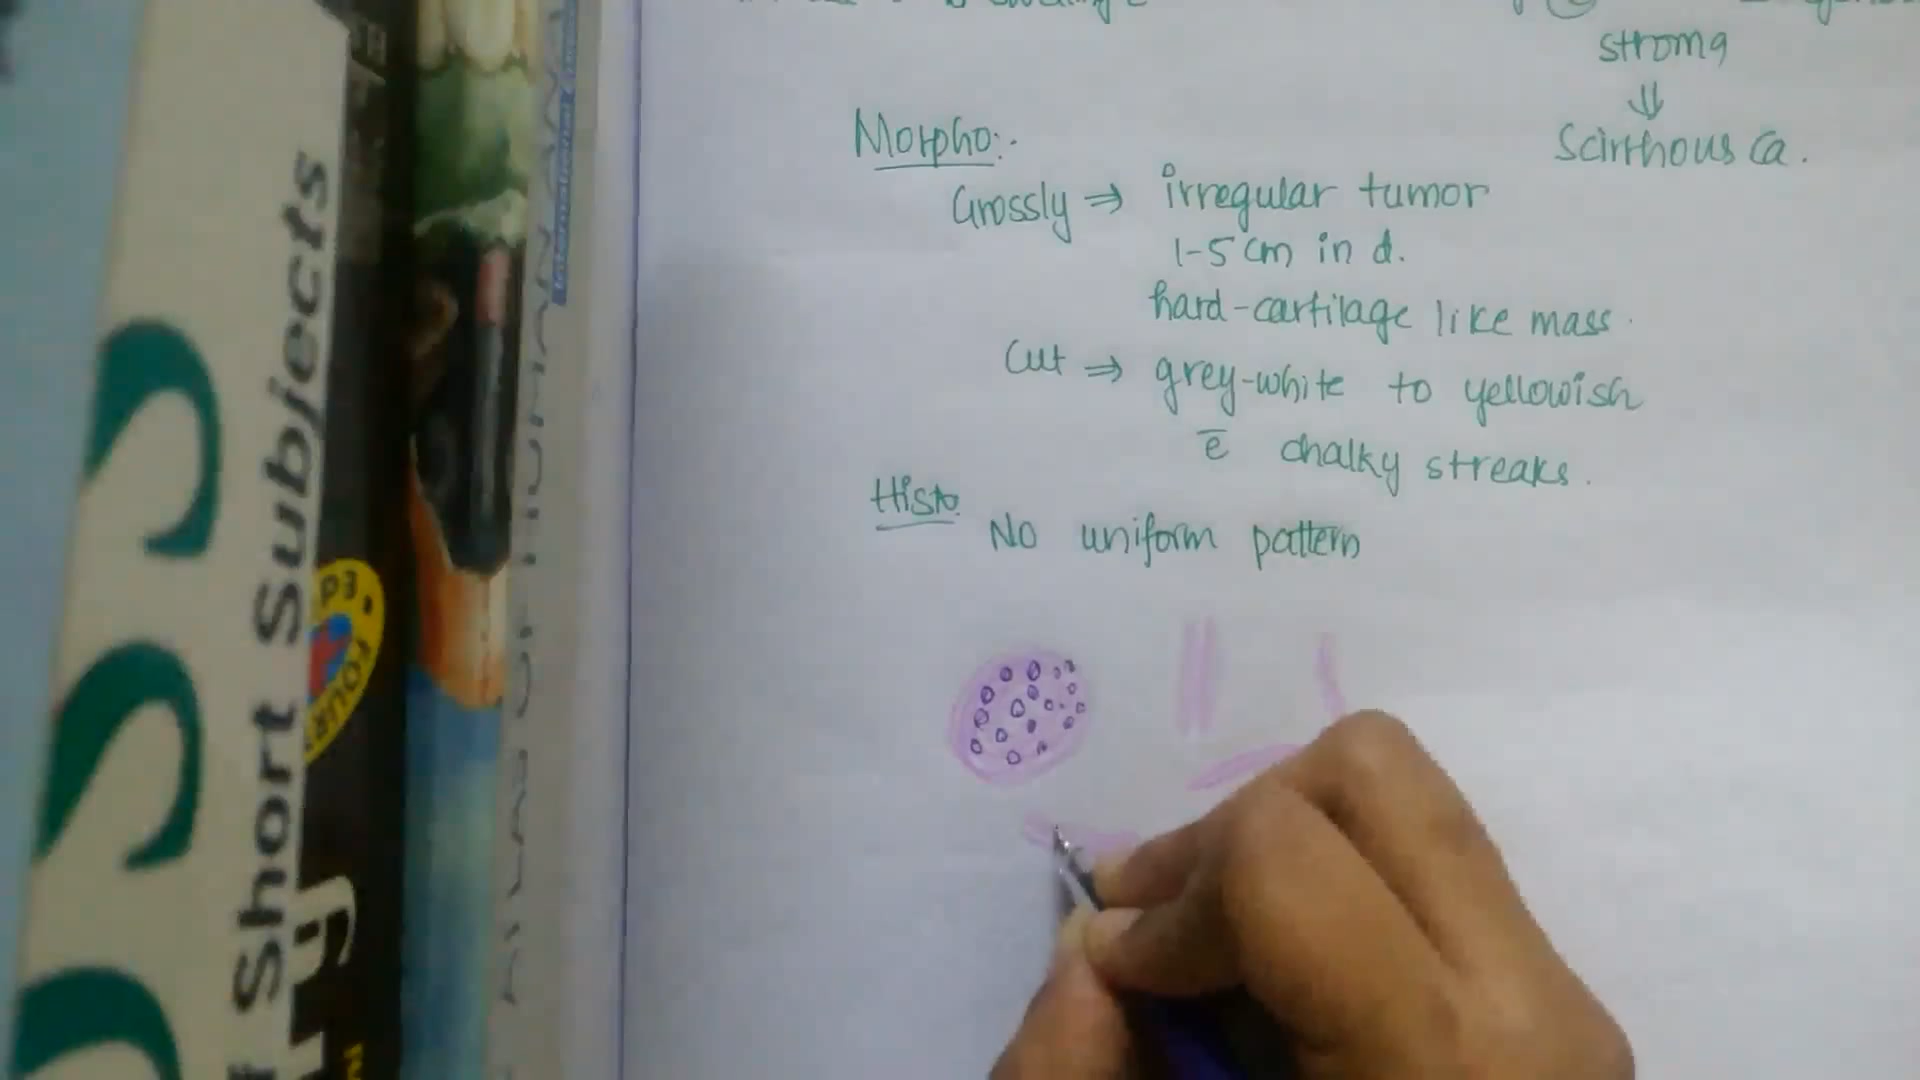 stroma
⇓
Scirrhous Ca.
Morpho:-
Grossly ⇒ irregular tumor
1-5 cm in d.
hard-cartilage like mass.
Cut ⇒ grey-white to yellowish
c̄ chalky streaks.
Histo
No uniform pattern
Short Subjects
FOUR